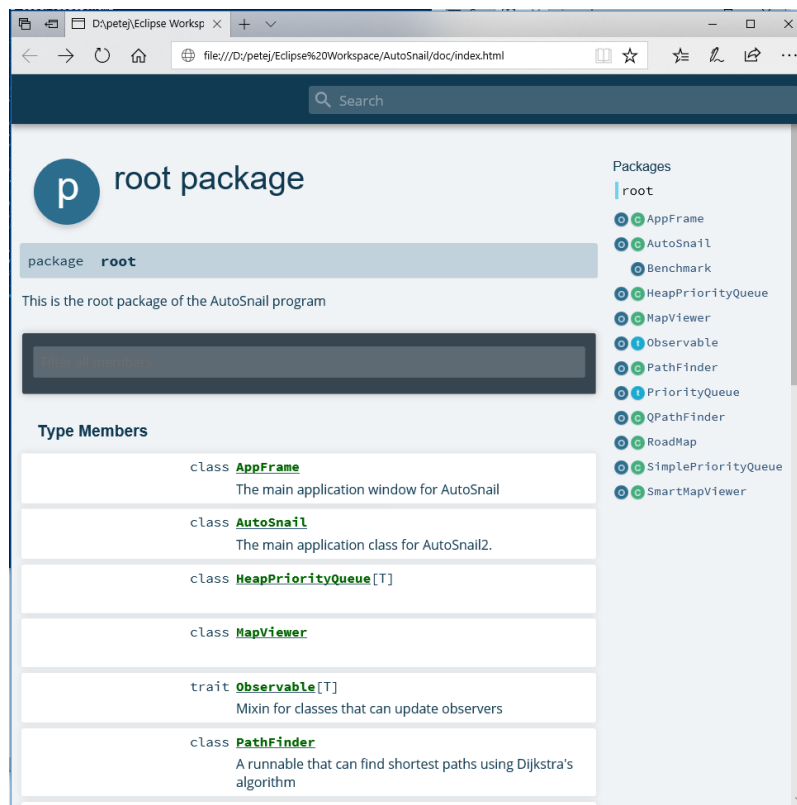 D:\petej\Eclipse Worksp
file:///D:/petej/Eclipse%20Workspace/AutoSnail/doc/index.html
Search
p
root package
package root
This is the root package of the AutoSnail program
Filter all members
Type Members
class AppFrame
The main application window for AutoSnail
class AutoSnail
The main application class for AutoSnail2.
class HeapPriorityQueue[T]
class MapViewer
trait Observable[T]
Mixin for classes that can update observers
class PathFinder
A runnable that can find shortest paths using Dijkstra's
algorithm
Packages
root
O C AppFrame
O C AutoSnail
O Benchmark
O C HeapPriorityQueue
O C MapViewer
O t Observable
O C PathFinder
O t PriorityQueue
O C QPathFinder
O C RoadMap
O C SimplePriorityQueue
O C SmartMapViewer